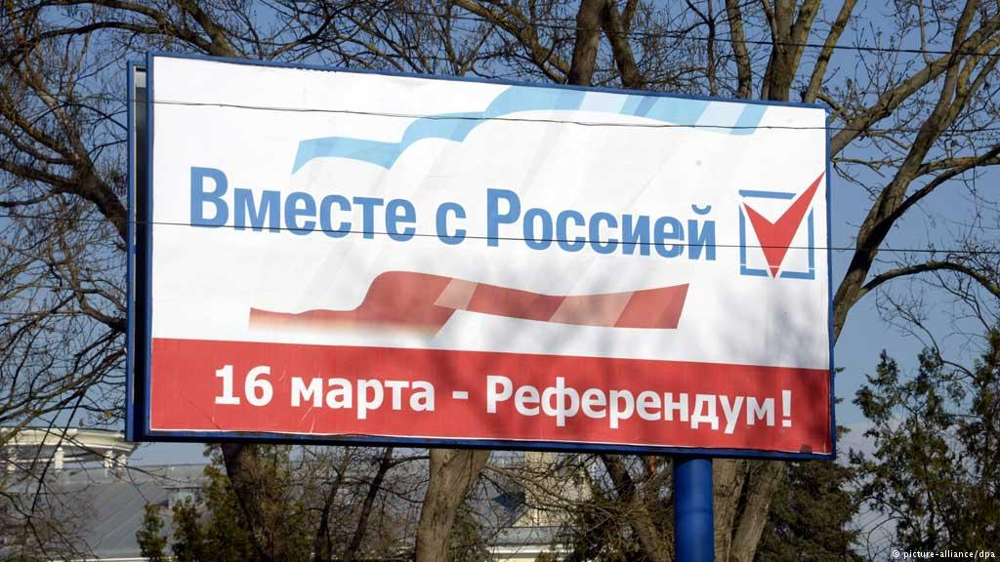 Вместе с Россией
16 марта - Референдум!
© picture-alliance/dpa